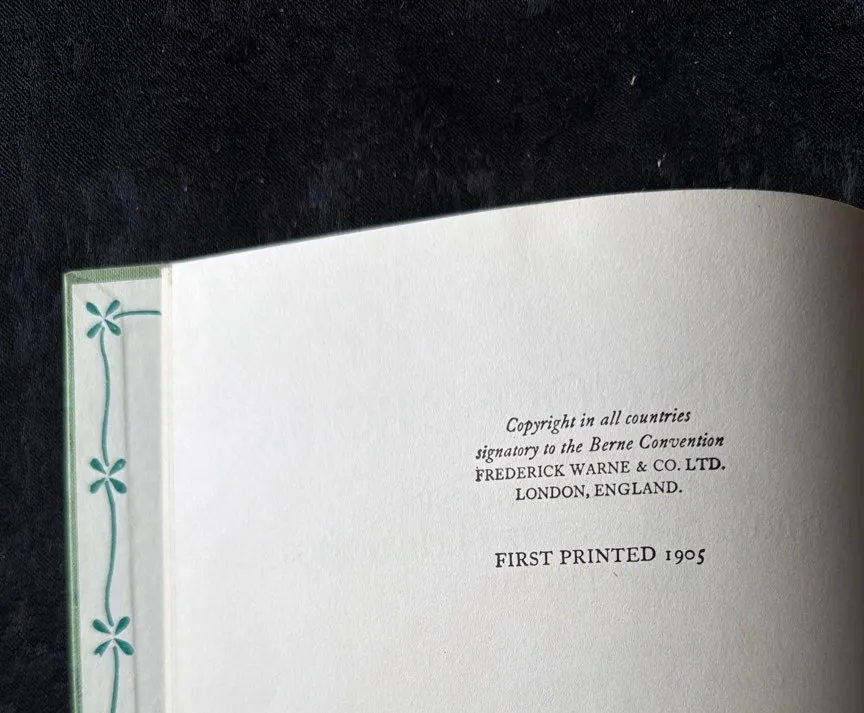 Copyright in all countries
signatory to the Berne Convention
FREDERICK WARNE & CO. LTD.
LONDON, ENGLAND.
FIRST PRINTED 1905